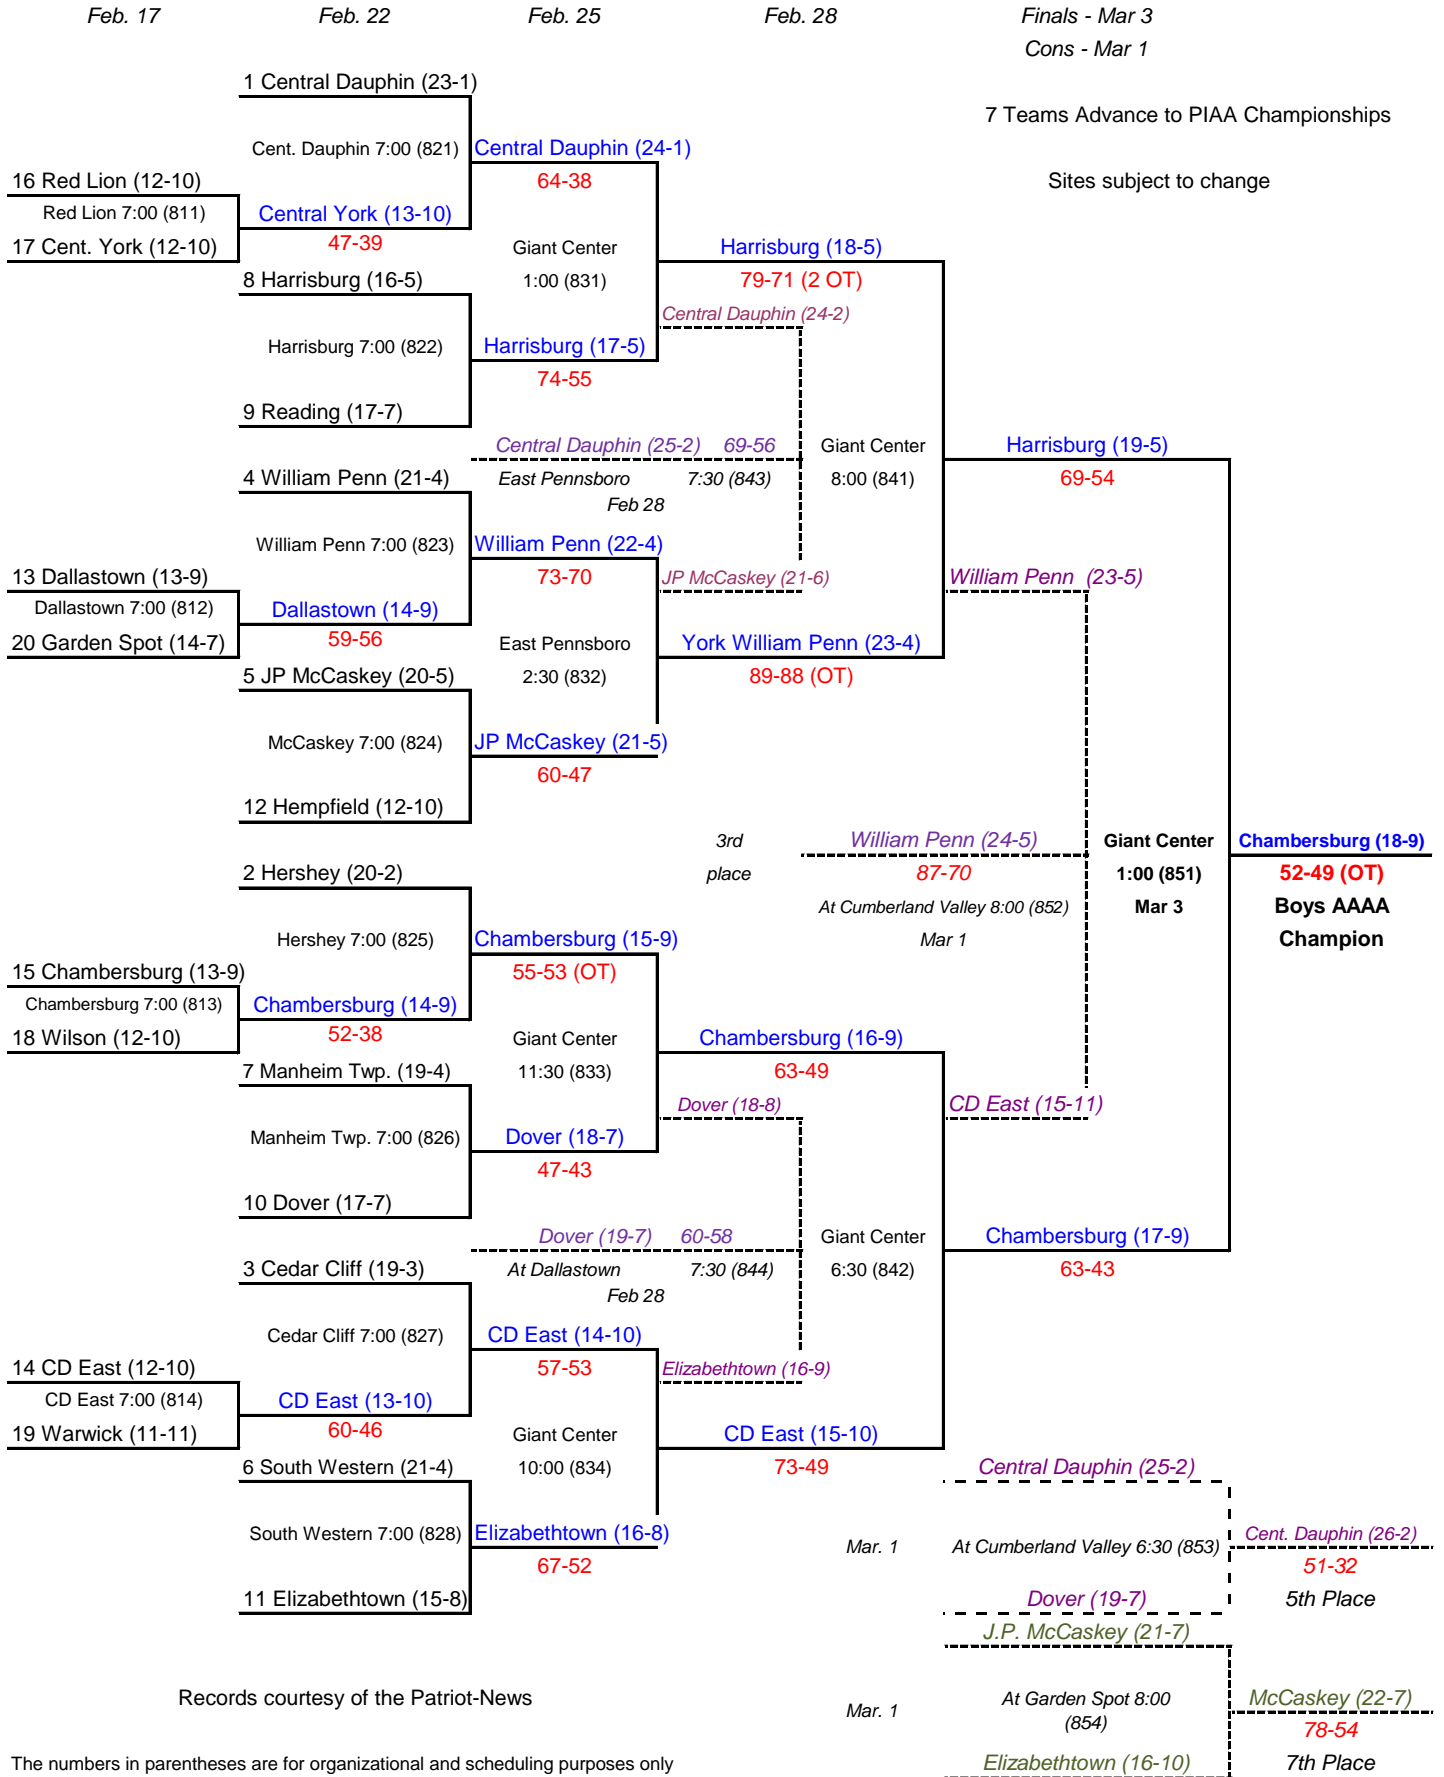 Feb. 17 Feb. 22 Feb. 25 Feb. 28 Finals - Mar 3
Cons - Mar 1
1 Central Dauphin (23-1)
7 Teams Advance to PIAA Championships
Cent. Dauphin 7:00 (821) Central Dauphin (24-1)
16 Red Lion (12-10) 64-38 Sites subject to change
Red Lion 7:00 (811) Central York (13-10)
17 Cent. York (12-10) 47-39 Giant Center Harrisburg (18-5)
8 Harrisburg (16-5) 1:00 (831) 79-71 (2 OT)
Central Dauphin (24-2)
Harrisburg 7:00 (822) Harrisburg (17-5)
74-55
9 Reading (17-7)
Central Dauphin (25-2) 69-56 Giant Center Harrisburg (19-5)
4 William Penn (21-4) East Pennsboro 7:30 (843) 8:00 (841) 69-54
Feb 28
William Penn 7:00 (823) William Penn (22-4)
13 Dallastown (13-9) 73-70 JP McCaskey (21-6) William Penn (23-5)
Dallastown 7:00 (812) Dallastown (14-9)
20 Garden Spot (14-7) 59-56 East Pennsboro York William Penn (23-4)
5 JP McCaskey (20-5) 2:30 (832) 89-88 (OT)
McCaskey 7:00 (824) JP McCaskey (21-5)
60-47
12 Hempfield (12-10)
3rd William Penn (24-5) Giant Center Chambersburg (18-9)
2 Hershey (20-2) place 87-70 1:00 (851) 52-49 (OT)
At Cumberland Valley 8:00 (852) Mar 3 Boys AAAA
Hershey 7:00 (825) Chambersburg (15-9) Mar 1 Champion
15 Chambersburg (13-9) 55-53 (OT)
Chambersburg 7:00 (813) Chambersburg (14-9)
18 Wilson (12-10) 52-38 Giant Center Chambersburg (16-9)
7 Manheim Twp. (19-4) 11:30 (833) 63-49
Dover (18-8) CD East (15-11)
Manheim Twp. 7:00 (826) Dover (18-7)
47-43
10 Dover (17-7)
Dover (19-7) 60-58 Giant Center Chambersburg (17-9)
3 Cedar Cliff (19-3) At Dallastown 7:30 (844) 6:30 (842) 63-43
Feb 28
Cedar Cliff 7:00 (827) CD East (14-10)
14 CD East (12-10) 57-53 Elizabethtown (16-9)
CD East 7:00 (814) CD East (13-10)
19 Warwick (11-11) 60-46 Giant Center CD East (15-10)
6 South Western (21-4) 10:00 (834) 73-49 Central Dauphin (25-2)
South Western 7:00 (828) Elizabethtown (16-8) Mar. 1 At Cumberland Valley 6:30 (853) Cent. Dauphin (26-2)
67-52 51-32
11 Elizabethtown (15-8) Dover (19-7) 5th Place
J.P. McCaskey (21-7)
Records courtesy of the Patriot-News Mar. 1 At Garden Spot 8:00 McCaskey (22-7)
(854) 78-54
The numbers in parentheses are for organizational and scheduling purposes only Elizabethtown (16-10) 7th Place